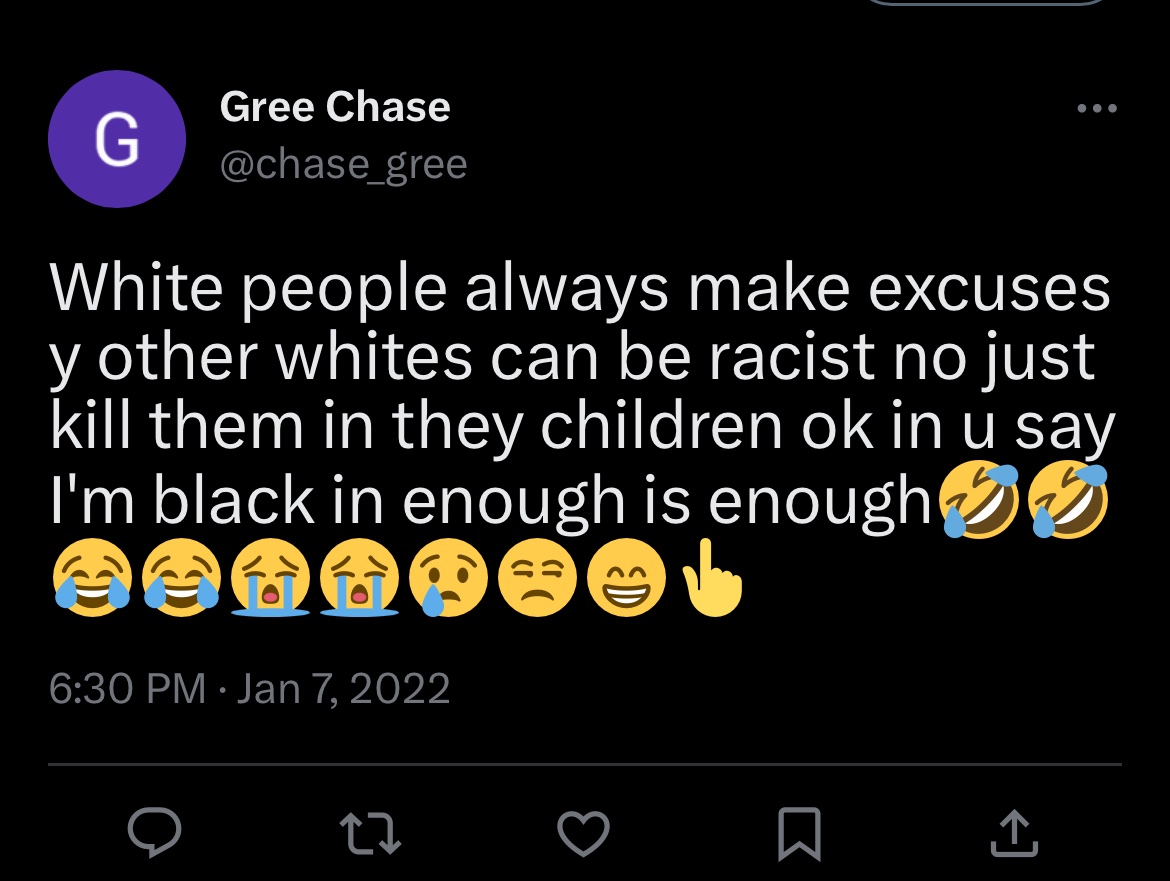 G
Gree Chase
@chase_gree
White people always make excuses
y other whites can be racist no just
kill them in they children ok in u say
I'm black in enough is enough🤣🤣
😂😂😭😭😢😒😁👆
6:30 PM · Jan 7, 2022